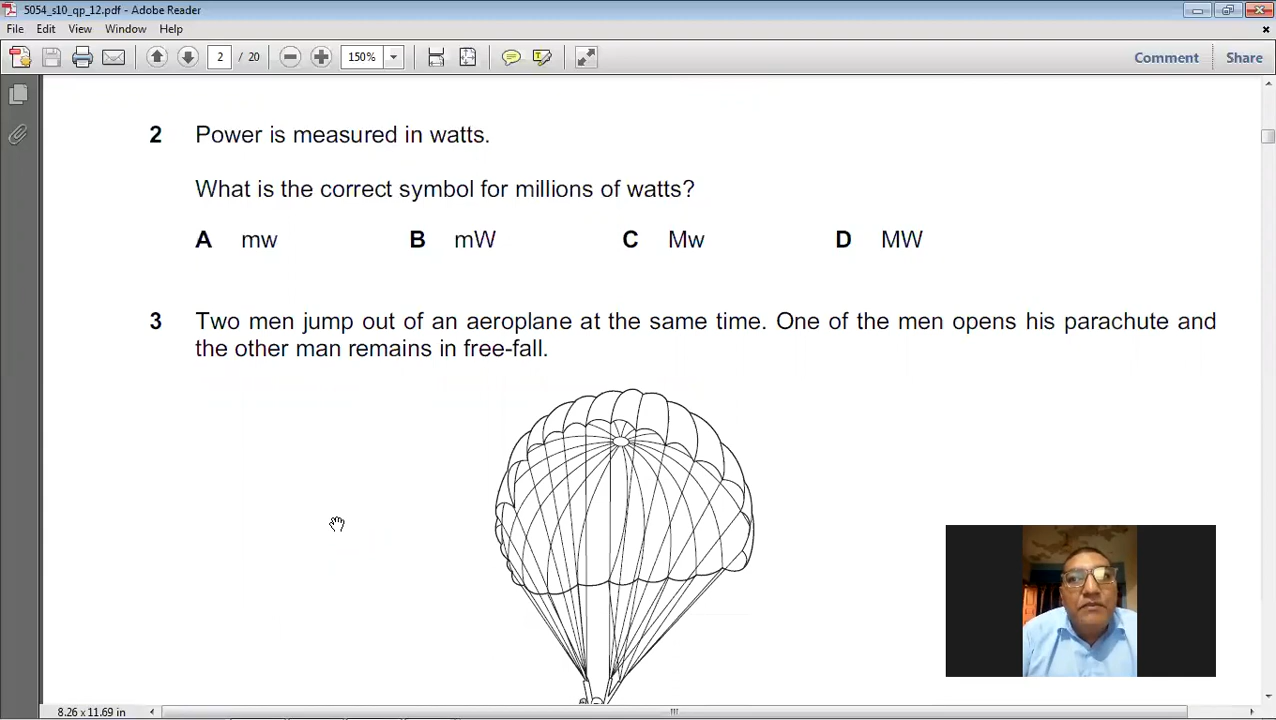 5054_s10_qp_12.pdf - Adobe Reader
File Edit View Window Help
2 / 20 150% Comment Share
2 Power is measured in watts.
What is the correct symbol for millions of watts?
A mw B mW C Mw D MW
3 Two men jump out of an aeroplane at the same time. One of the men opens his parachute and
the other man remains in free-fall.
8.26 x 11.69 in